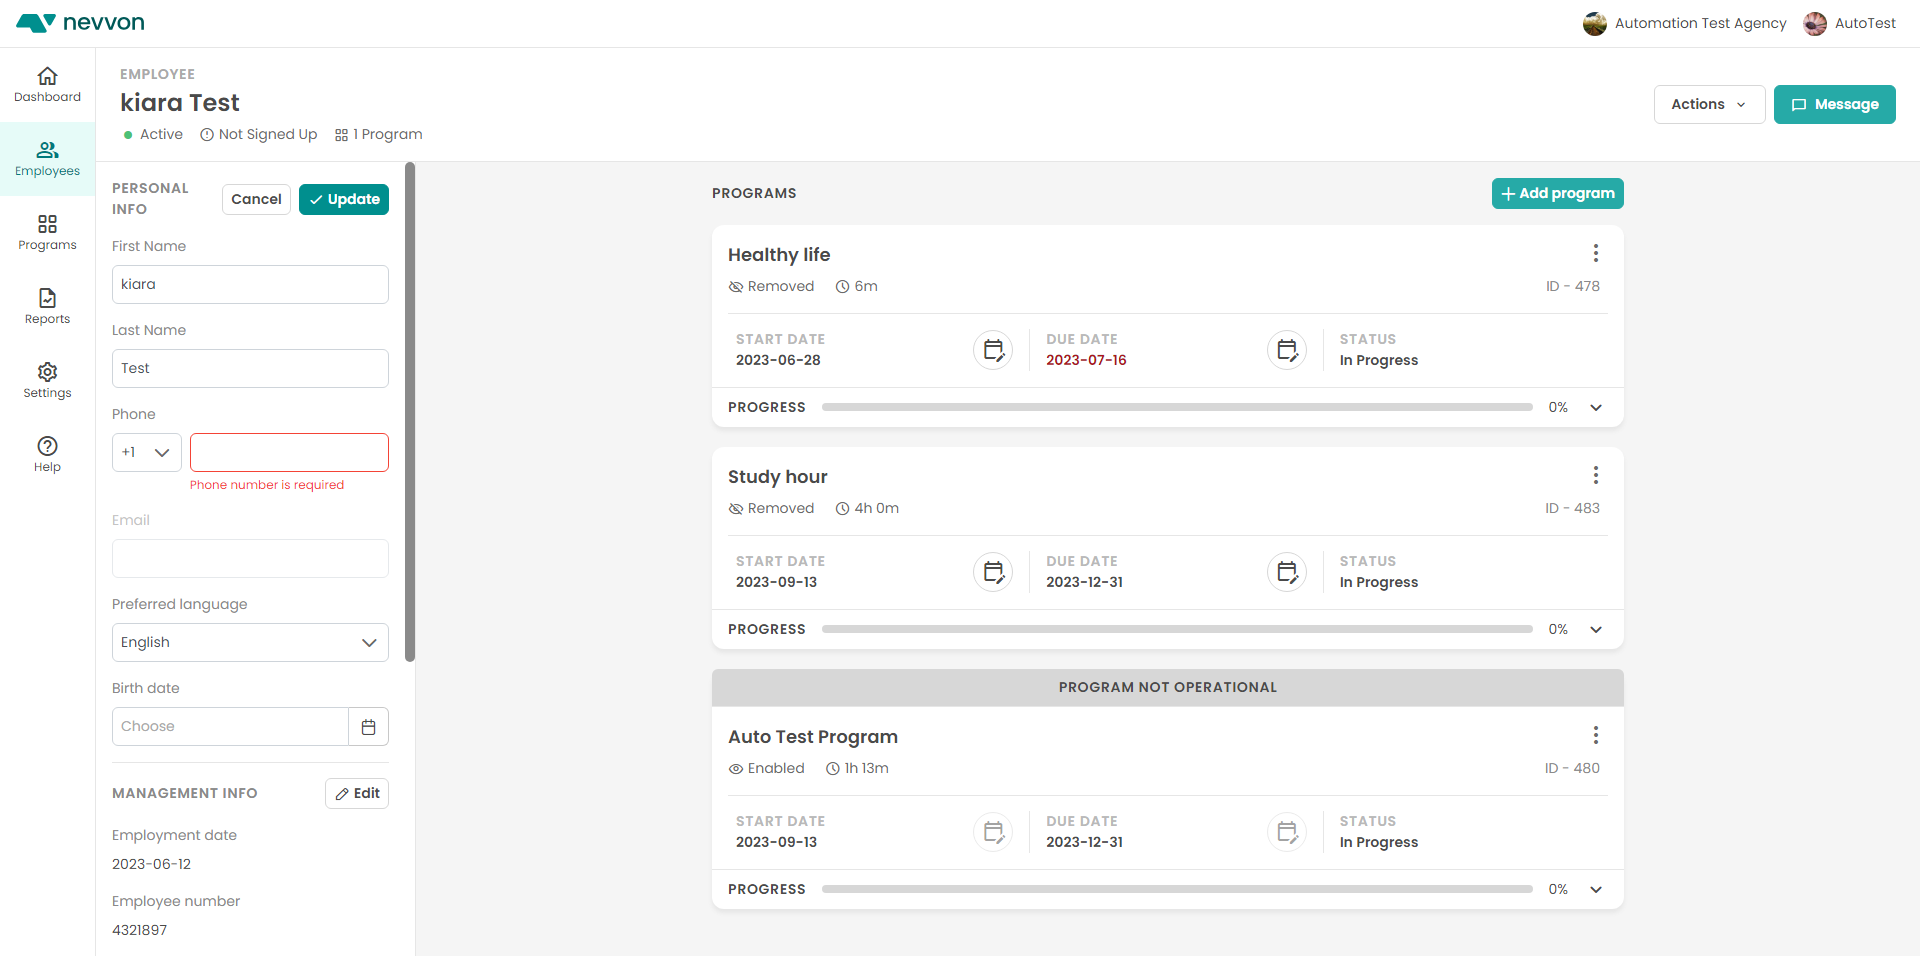 nevvon
Automation Test Agency
AutoTest
Dashboard
Employees
Programs
Reports
Settings
Help
EMPLOYEE
kiara Test
Active
Not Signed Up
1 Program
Actions
Message
PERSONAL
INFO
Cancel
Update
First Name
kiara
Last Name
Test
Phone
+1
Phone number is required
Email
Preferred language
English
Birth date
Choose
MANAGEMENT INFO
Edit
Employment date
2023-06-12
Employee number
4321897
PROGRAMS
Add program
Healthy life
Removed
6m
ID - 478
START DATE
2023-06-28
DUE DATE
2023-07-16
STATUS
In Progress
PROGRESS
0%
Study hour
Removed
4h 0m
ID - 483
START DATE
2023-09-13
DUE DATE
2023-12-31
STATUS
In Progress
PROGRESS
0%
PROGRAM NOT OPERATIONAL
Auto Test Program
Enabled
1h 13m
ID - 480
START DATE
2023-09-13
DUE DATE
2023-12-31
STATUS
In Progress
PROGRESS
0%